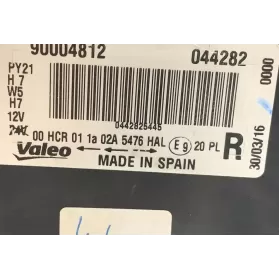 90004812 044282
PY21
H7
W5
H7
12V
0442825445
24V 00 HCR 01 1a 02A 5476 HAL E9 20 PL R
Valeo
MADE IN SPAIN
30/03/16 0000